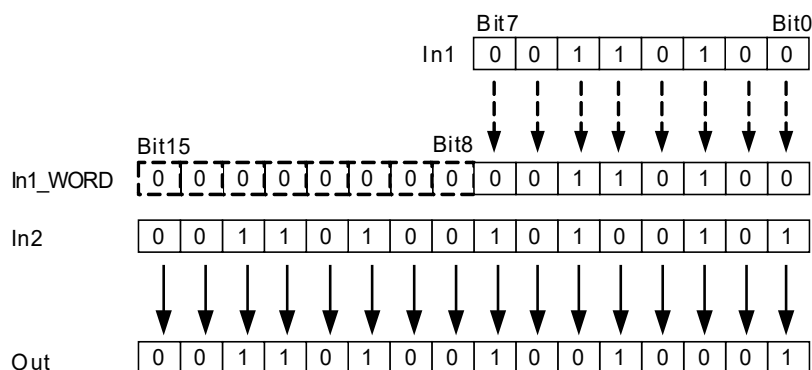 Bit7 Bit0
In1 0 0 1 1 0 1 0 0
Bit15 Bit8
In1_WORD 0 0 0 0 0 0 0 0 0 0 1 1 0 1 0 0
In2 0 0 1 1 0 1 0 0 1 0 1 0 0 1 0 1
Out 0 0 1 1 0 1 0 0 1 0 0 1 0 0 0 1